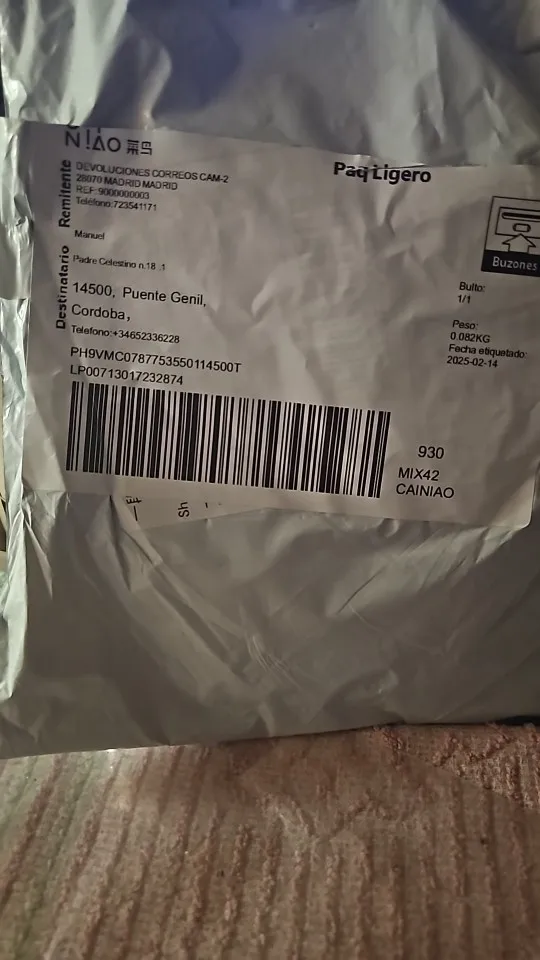 NIAO 菜鸟
Paq Ligero
Remitente
DEVOLUCIONES CORREOS CAM-2
28070 MADRID MADRID
REF:9000000003
Teléfono:723541171
Destinatario
Manuel
Padre Celestino n.18 .1
14500, Puente Genil,
Cordoba,
Telefono:+34652336228
PH9VMC0787753550114500T
LP00713017232874
Buzones
Bulto:
1/1
Peso:
0.082KG
Fecha etiquetado:
2025-02-14
930
MIX42
CAINIAO
Sh